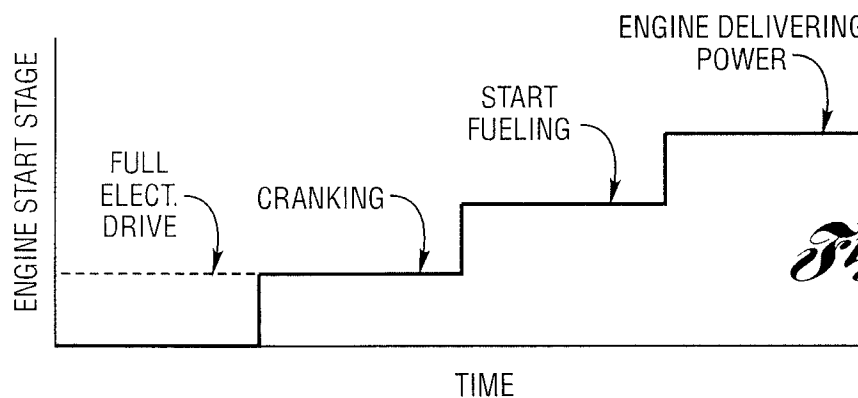 ENGINE DELIVERING
POWER
START
FUELING
FULL
ELECT.
DRIVE
CRANKING
ENGINE START STAGE
TIME